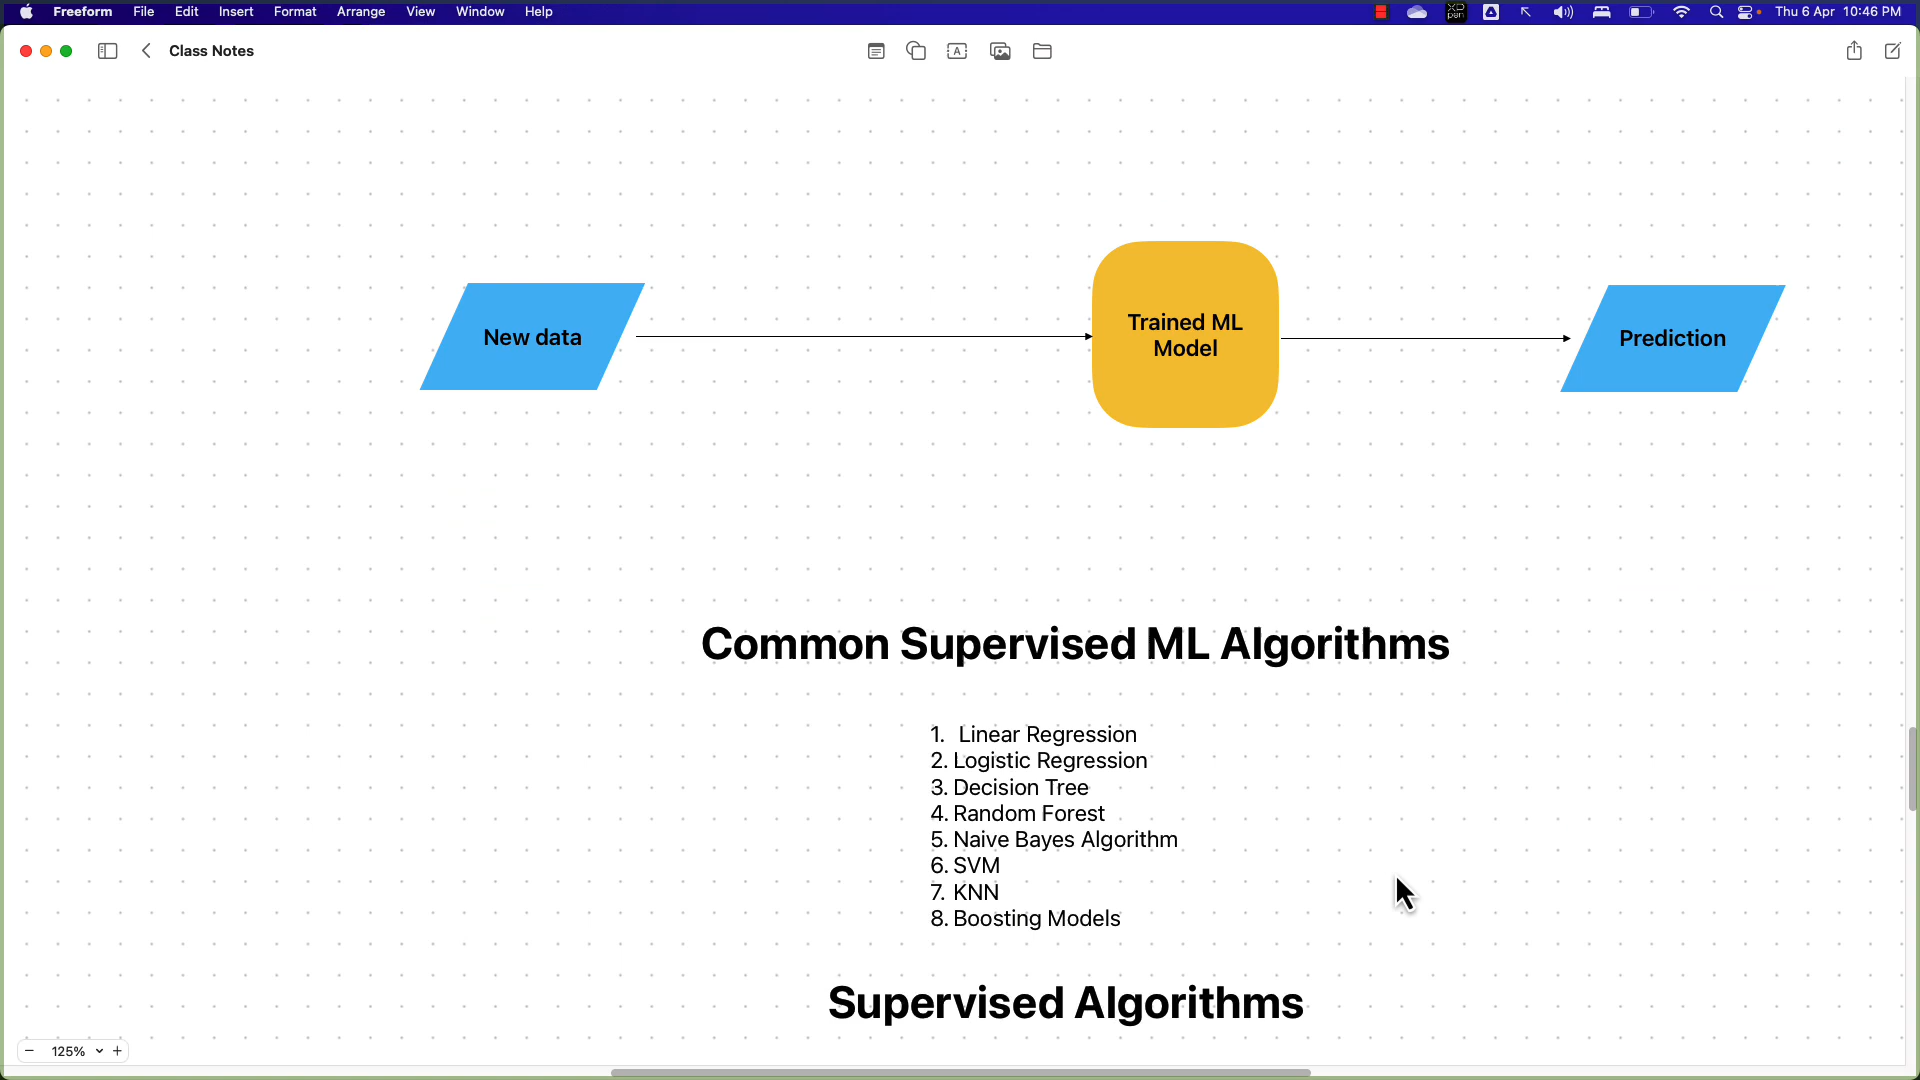 Freeform File Edit Insert Format Arrange View Window Help Thu 6 Apr 10:46 PM
Class Notes
New data
Trained ML
Model
Prediction
Common Supervised ML Algorithms
1. Linear Regression
2. Logistic Regression
3. Decision Tree
4. Random Forest
5. Naive Bayes Algorithm
6. SVM
7. KNN
8. Boosting Models
Supervised Algorithms
125%